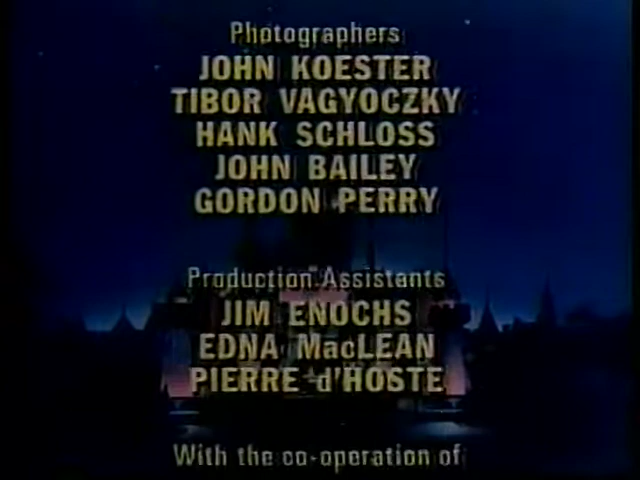 Photographers
JOHN KOESTER
TIBOR VAGYOCZKY
HANK SCHLOSS
JOHN BAILEY
GORDON PERRY
Production Assistants
JIM ENOCHS
EDNA MacLEAN
PIERRE d'HOSTE
With the co-operation of